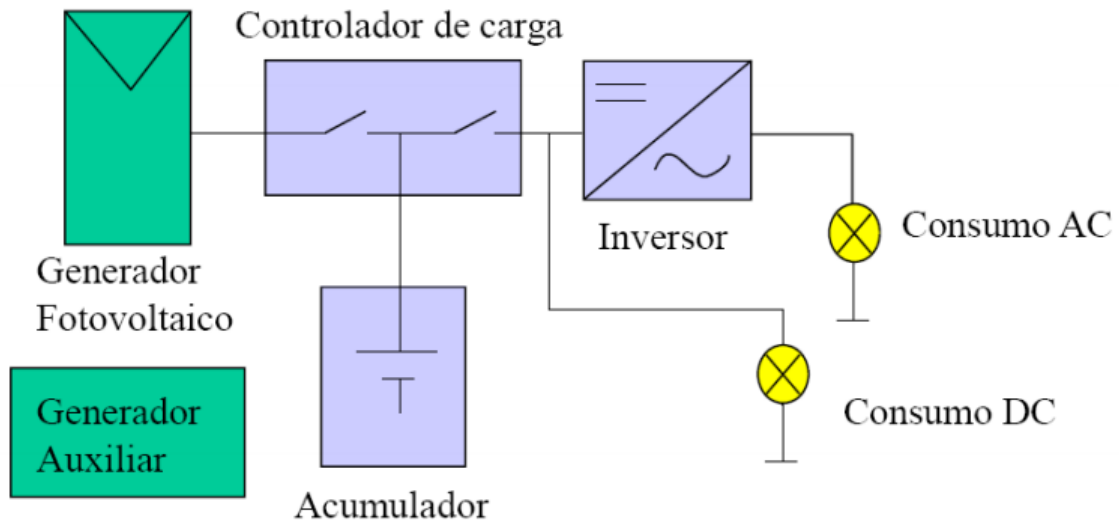 Controlador de carga
Inversor
Consumo AC
Generador
Fotovoltaico
Generador
Auxiliar
Consumo DC
Acumulador